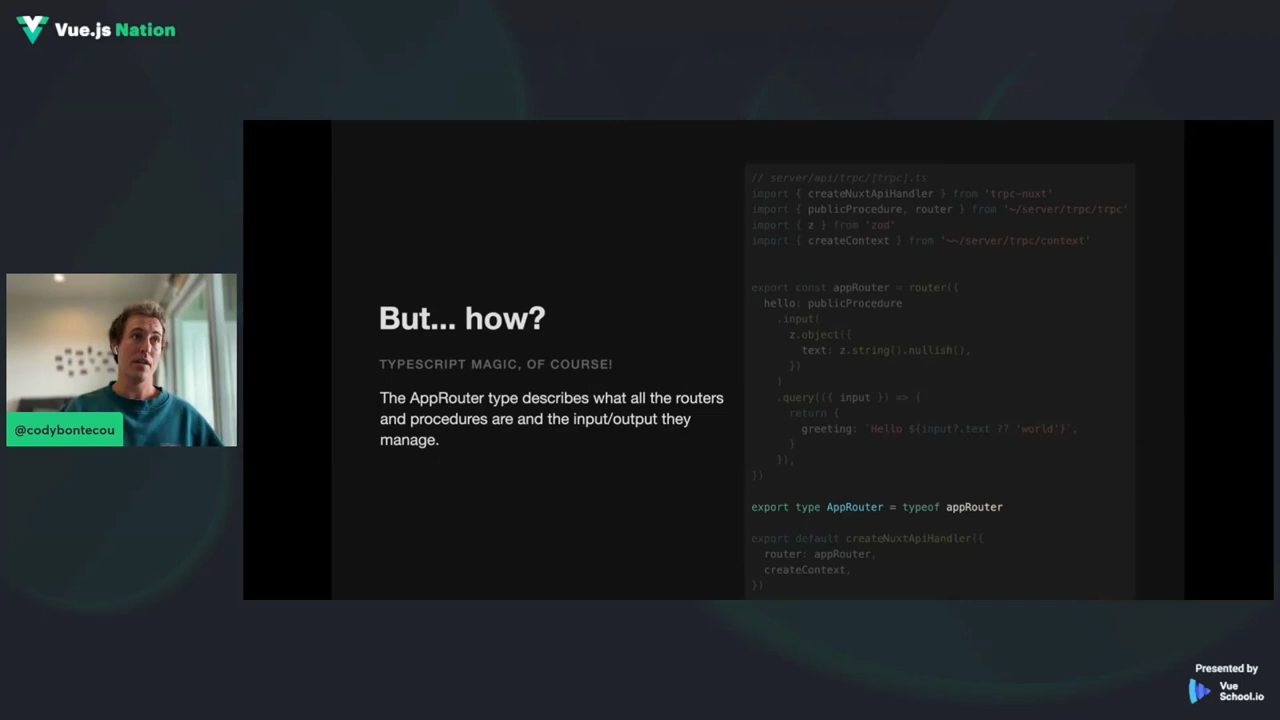 Vue.js Nation
@codybontecou
But... how?
TYPESCRIPT MAGIC, OF COURSE!
The AppRouter type describes what all the routers
and procedures are and the input/output they
manage.
// server/api/trpc/[trpc].ts
import { createNuxtApiHandler } from 'trpc-nuxt'
import { publicProcedure, router } from '~/server/trpc/trpc'
import { z } from 'zod'
import { createContext } from '~~/server/trpc/context'
export const appRouter = router({
hello: publicProcedure
.input(
z.object({
text: z.string().nullish(),
})
)
.query(({ input }) => {
return {
greeting: `Hello ${input?.text ?? 'world'}`,
}
}),
})
export type AppRouter = typeof appRouter
export default createNuxtApiHandler({
router: appRouter,
createContext,
})
Presented by
Vue
School.io